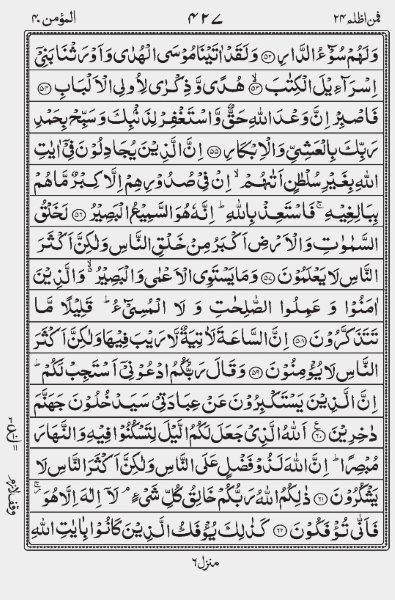 فمن اظلم ۲۴ ۴۲۷ المؤمن ۴۰
وَلَهُمْ سُوْٓءُ الدَّارِ ﴿۵۲﴾ وَلَقَدْ اٰتَيْنَا مُوْسَى الْهُدٰى وَاَوْرَثْنَا بَنِيْٓ
اِسْرَآءِيْلَ الْكِتٰبَ ﴿۵۳﴾ هُدًى وَّذِكْرٰى لِاُولِى الْاَلْبَابِ ﴿۵۴﴾
فَاصْبِرْ اِنَّ وَعْدَ اللّٰهِ حَقٌّ وَّاسْتَغْفِرْ لِذَنْۢبِكَ وَسَبِّحْ بِحَمْدِ
رَبِّكَ بِالْعَشِيِّ وَالْاِبْكَارِ ﴿۵۵﴾ اِنَّ الَّذِيْنَ يُجَادِلُوْنَ فِيْٓ اٰيٰتِ
اللّٰهِ بِغَيْرِ سُلْطٰنٍ اَتٰىهُمْ ۙ اِنْ فِيْ صُدُوْرِهِمْ اِلَّا كِبْرٌ مَّا هُمْ
بِبَالِغِيْهِ ۚ فَاسْتَعِذْ بِاللّٰهِ ؕ اِنَّهٗ هُوَ السَّمِيْعُ الْبَصِيْرُ ﴿۵۶﴾ لَخَلْقُ
السَّمٰوٰتِ وَالْاَرْضِ اَكْبَرُ مِنْ خَلْقِ النَّاسِ وَلٰكِنَّ اَكْثَرَ
النَّاسِ لَا يَعْلَمُوْنَ ﴿۵۷﴾ وَمَا يَسْتَوِى الْاَعْمٰى وَالْبَصِيْرُ ۙ وَالَّذِيْنَ
اٰمَنُوْا وَعَمِلُوا الصّٰلِحٰتِ وَلَا الْمُسِيْٓءُ ؕ قَلِيْلًا مَّا
تَتَذَكَّرُوْنَ ﴿۵۸﴾ اِنَّ السَّاعَةَ لَاٰتِيَةٌ لَّا رَيْبَ فِيْهَا وَلٰكِنَّ اَكْثَرَ
النَّاسِ لَا يُؤْمِنُوْنَ ﴿۵۹﴾ وَقَالَ رَبُّكُمُ ادْعُوْنِيْٓ اَسْتَجِبْ لَكُمْ ؕ
اِنَّ الَّذِيْنَ يَسْتَكْبِرُوْنَ عَنْ عِبَادَتِيْ سَيَدْخُلُوْنَ جَهَنَّمَ
دٰخِرِيْنَ ﴿۶۰﴾ اَللّٰهُ الَّذِيْ جَعَلَ لَكُمُ الَّيْلَ لِتَسْكُنُوْا فِيْهِ وَالنَّهَارَ
مُبْصِرًا ؕ اِنَّ اللّٰهَ لَذُوْ فَضْلٍ عَلَى النَّاسِ وَلٰكِنَّ اَكْثَرَ النَّاسِ لَا
يَشْكُرُوْنَ ﴿۶۱﴾ ذٰلِكُمُ اللّٰهُ رَبُّكُمْ خَالِقُ كُلِّ شَيْءٍ ۘ لَآ اِلٰهَ اِلَّا هُوَ ۚ
فَاَنّٰى تُؤْفَكُوْنَ ﴿۶۲﴾ كَذٰلِكَ يُؤْفَكُ الَّذِيْنَ كَانُوْا بِاٰيٰتِ اللّٰهِ
وقف لازم
منزل ۶